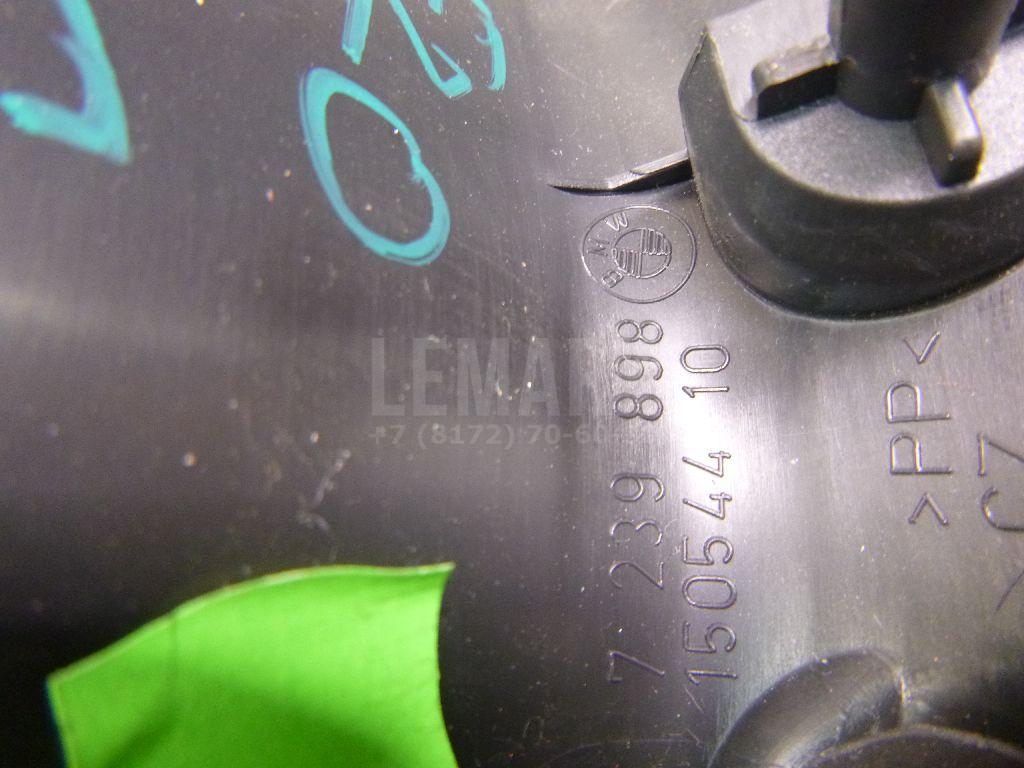 BMW
7 239 898
150544 10
>PP<
LEMAR
+7 (8172) 70-60